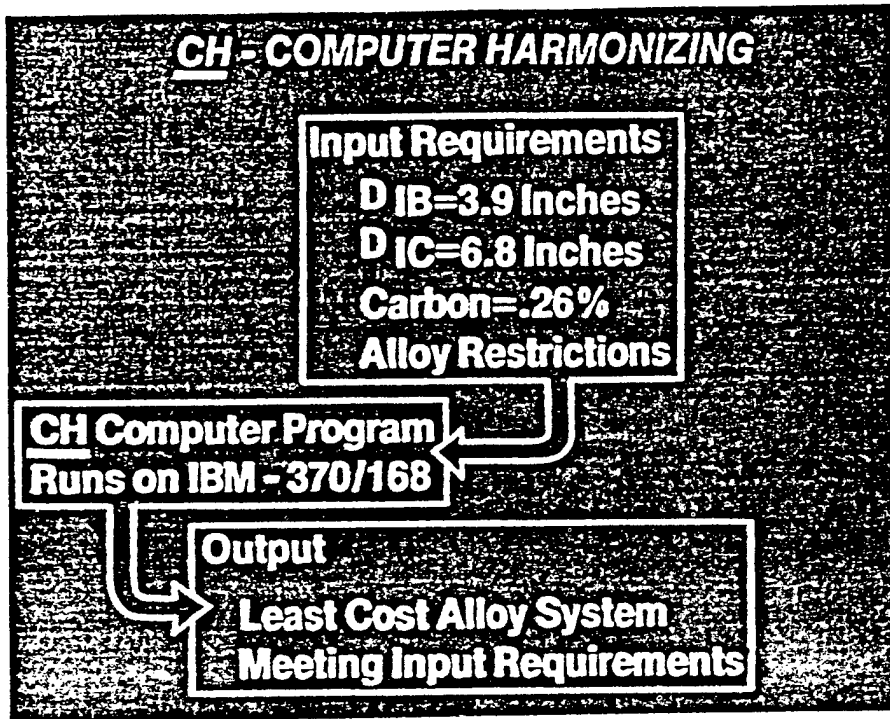 CH - COMPUTER HARMONIZING
Input Requirements
D IB=3.9 Inches
D IC=6.8 Inches
Carbon=.26%
Alloy Restrictions
CH Computer Program
Runs on IBM - 370/168
Output
Least Cost Alloy System
Meeting Input Requirements